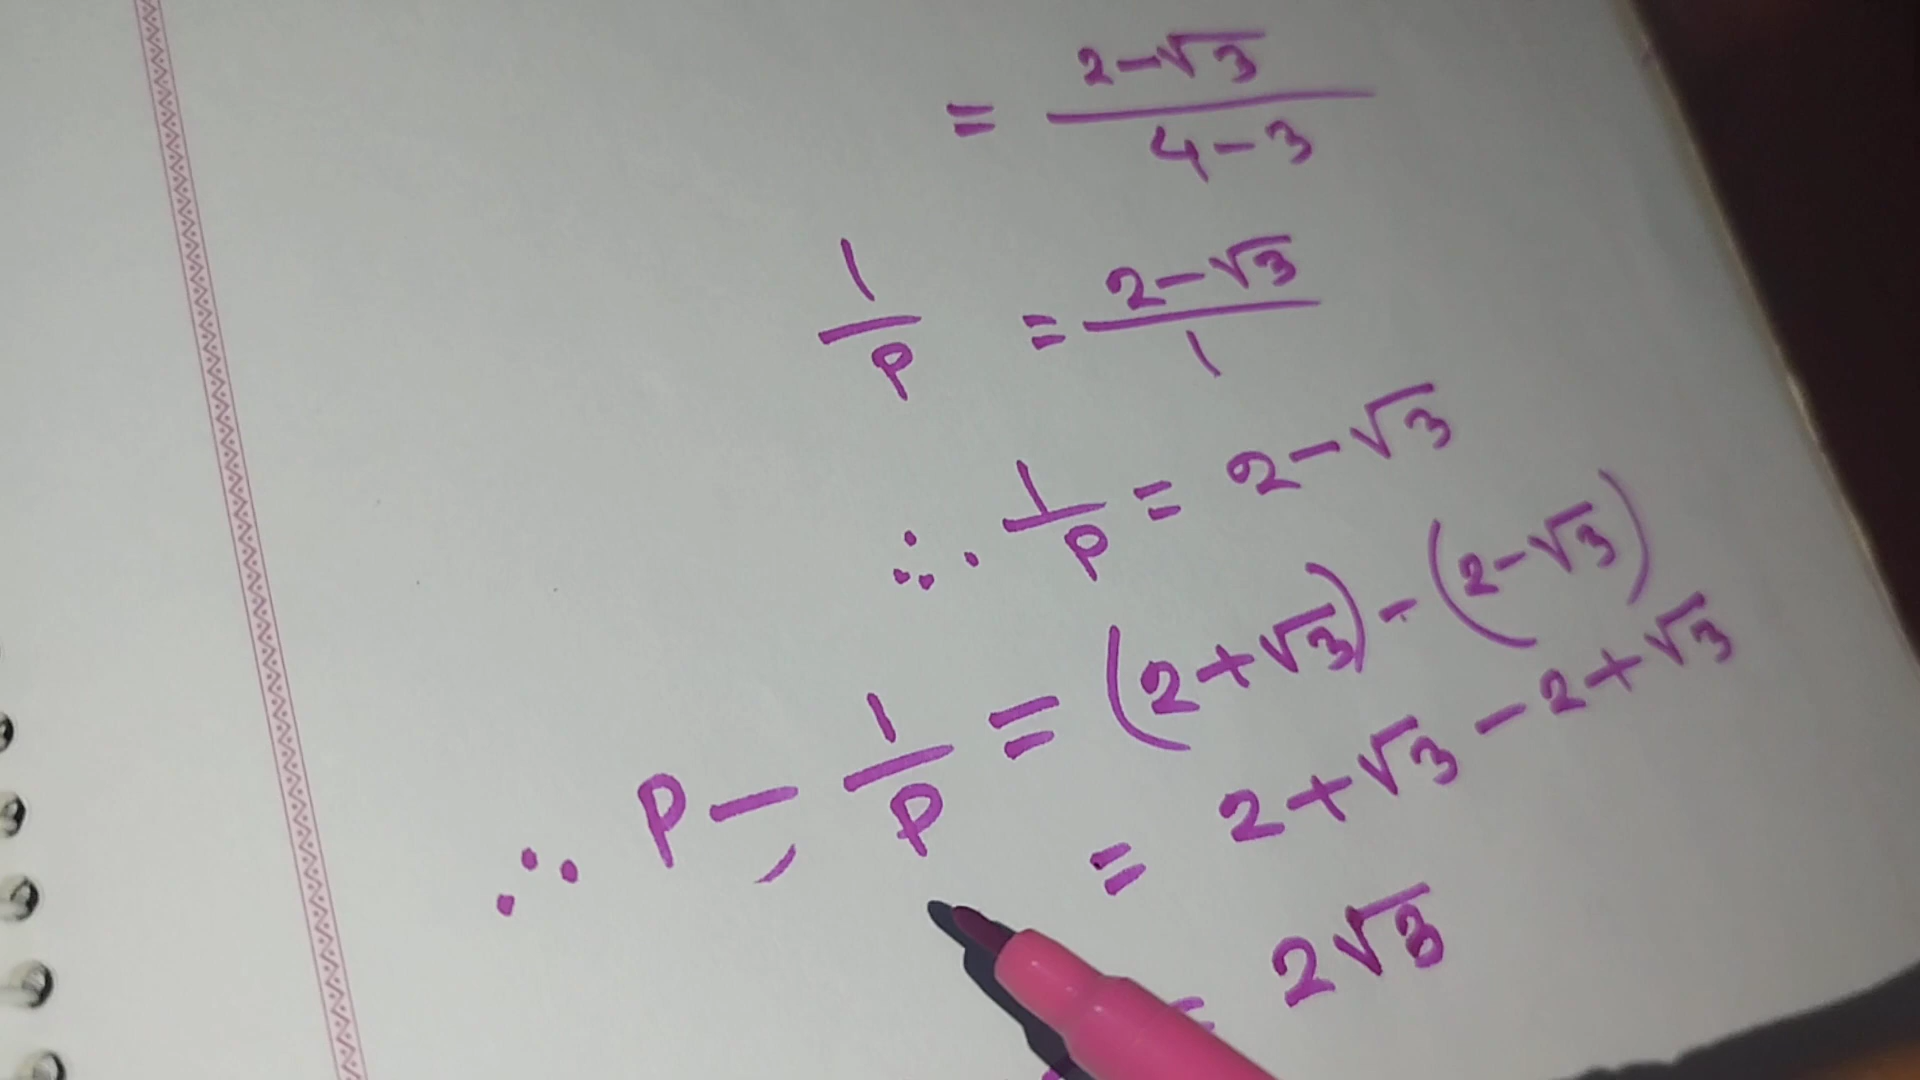 = 2-√3 / 4-3
1/P = 2-√3 / 1
∴ 1/P = 2-√3
∴ P - 1/P = (2+√3) - (2-√3)
= 2+√3 - 2+√3
= 2√3